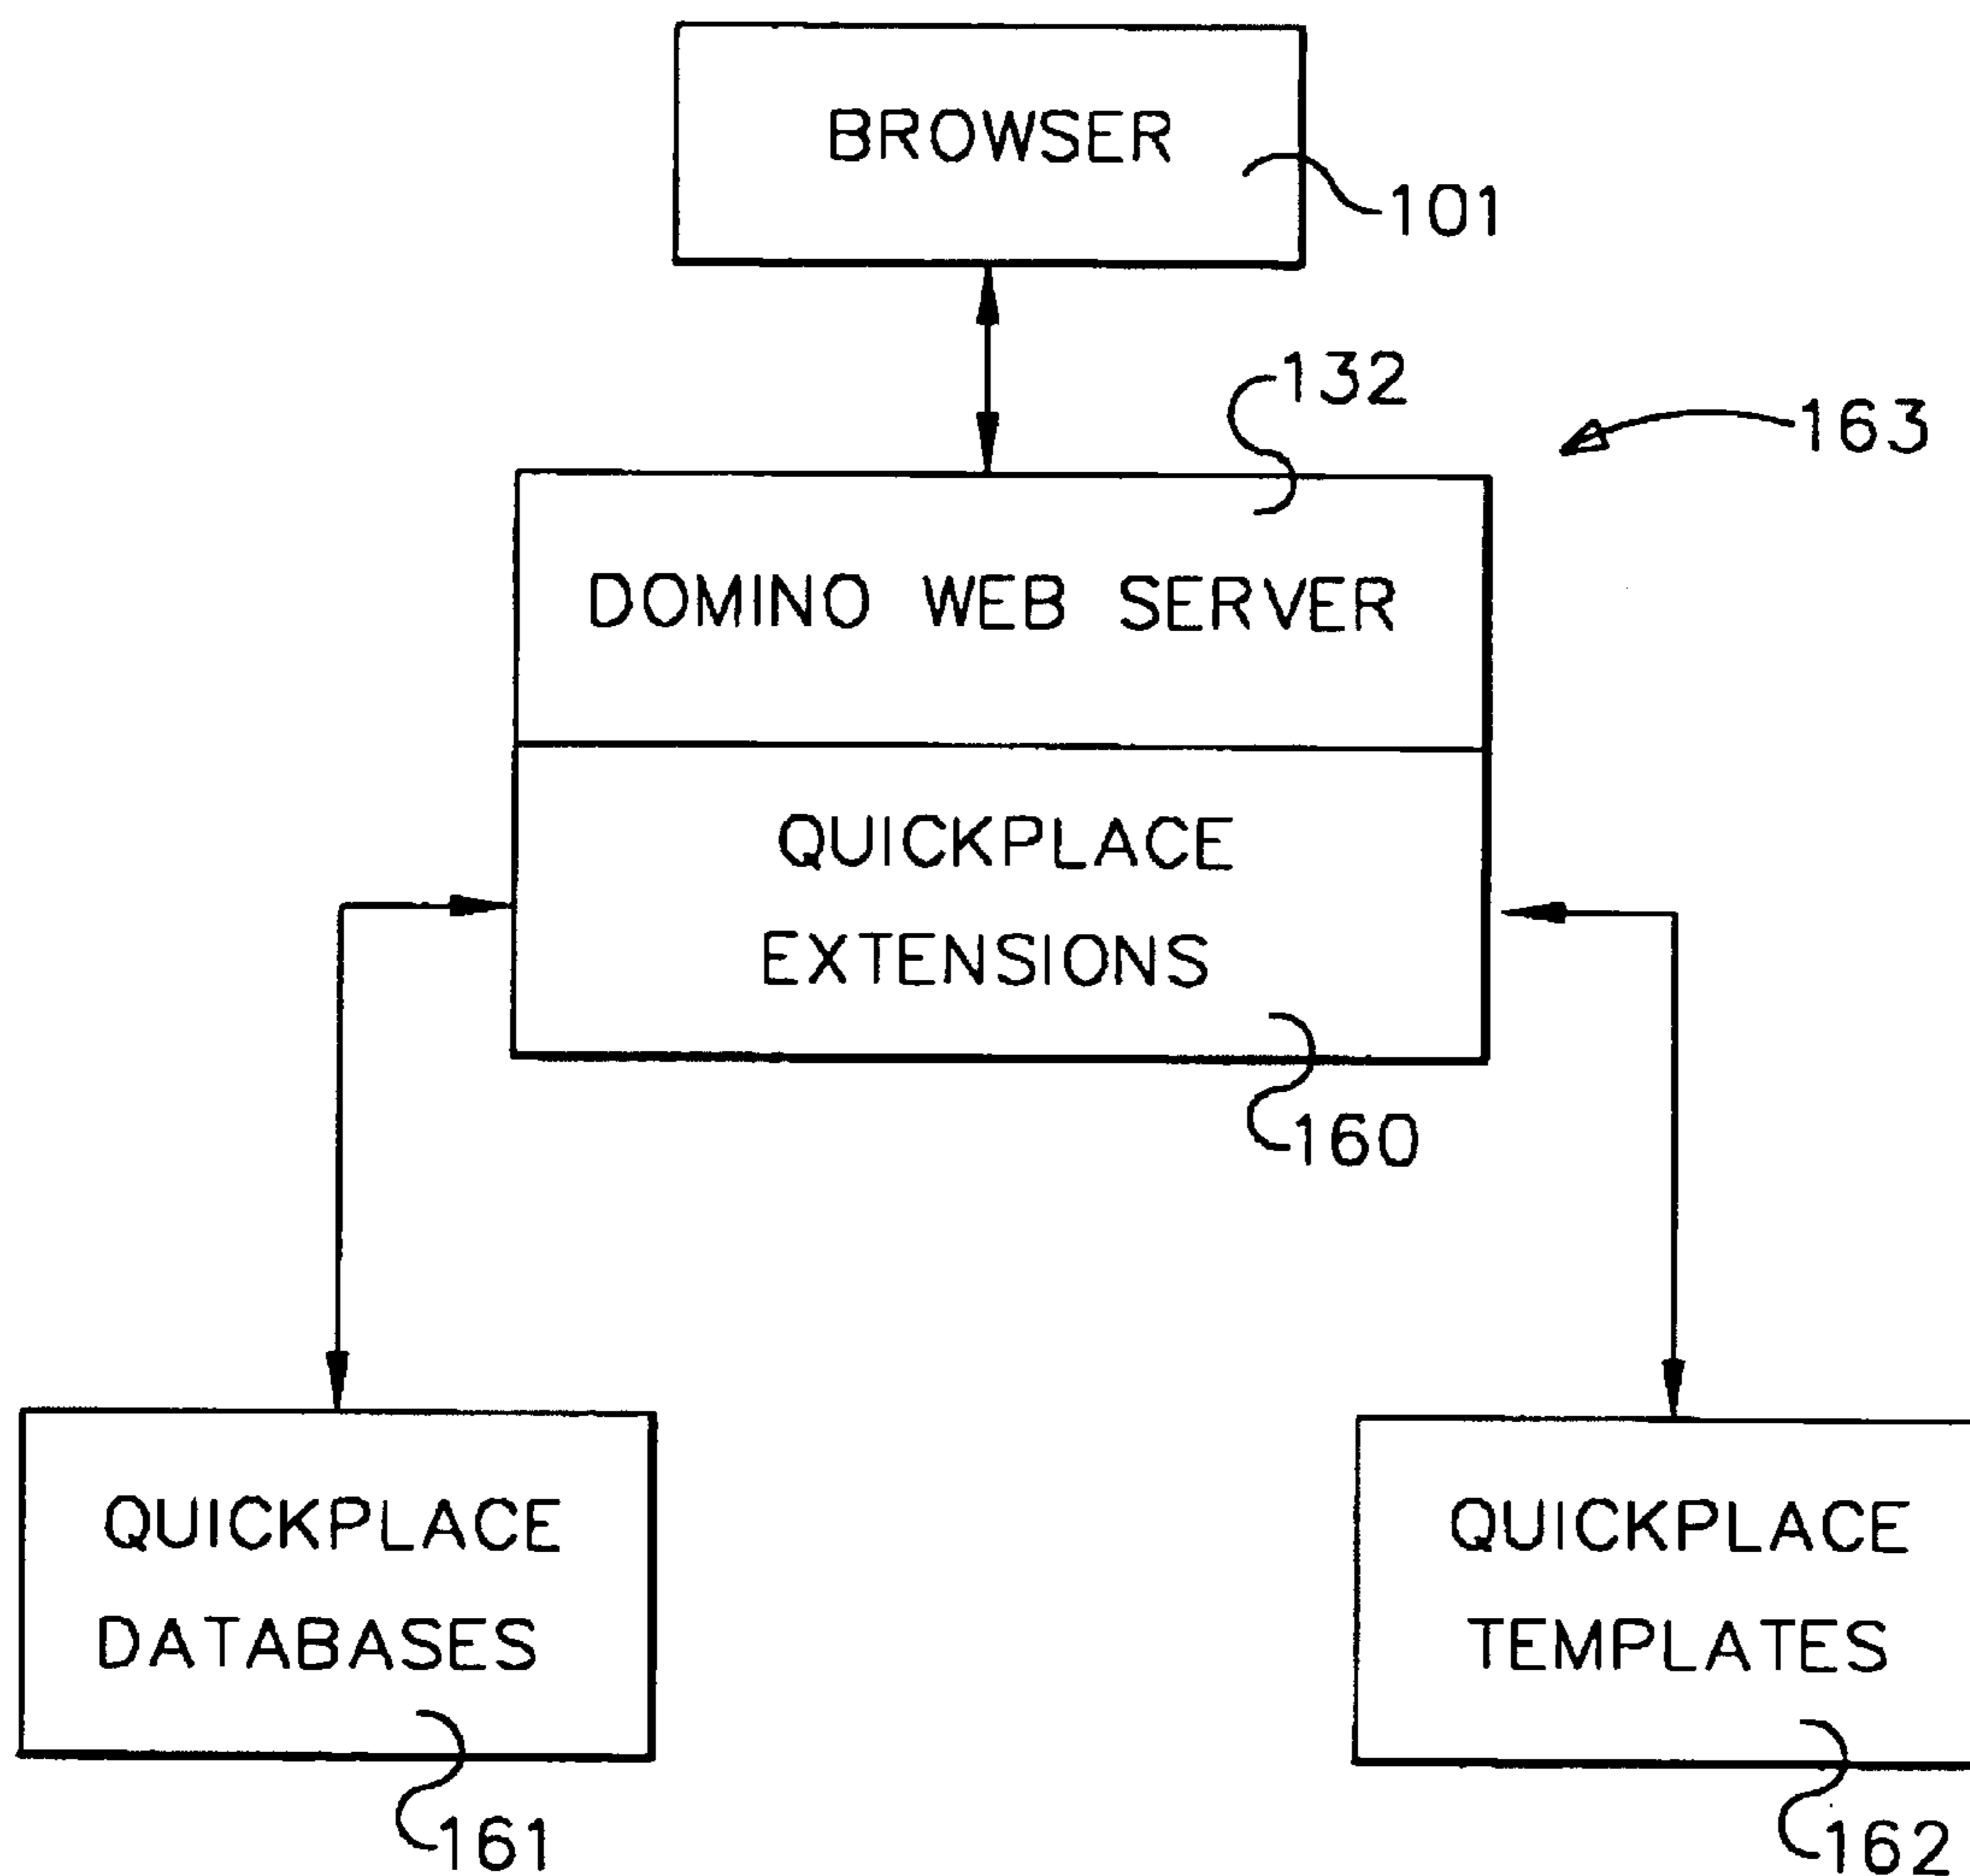 BROWSER
101
132
163
DOMINO WEB SERVER
QUICKPLACE
EXTENSIONS
160
QUICKPLACE
DATABASES
161
QUICKPLACE
TEMPLATES
162